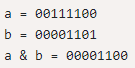 a = 00111100
b = 00001101
a & b = 00001100